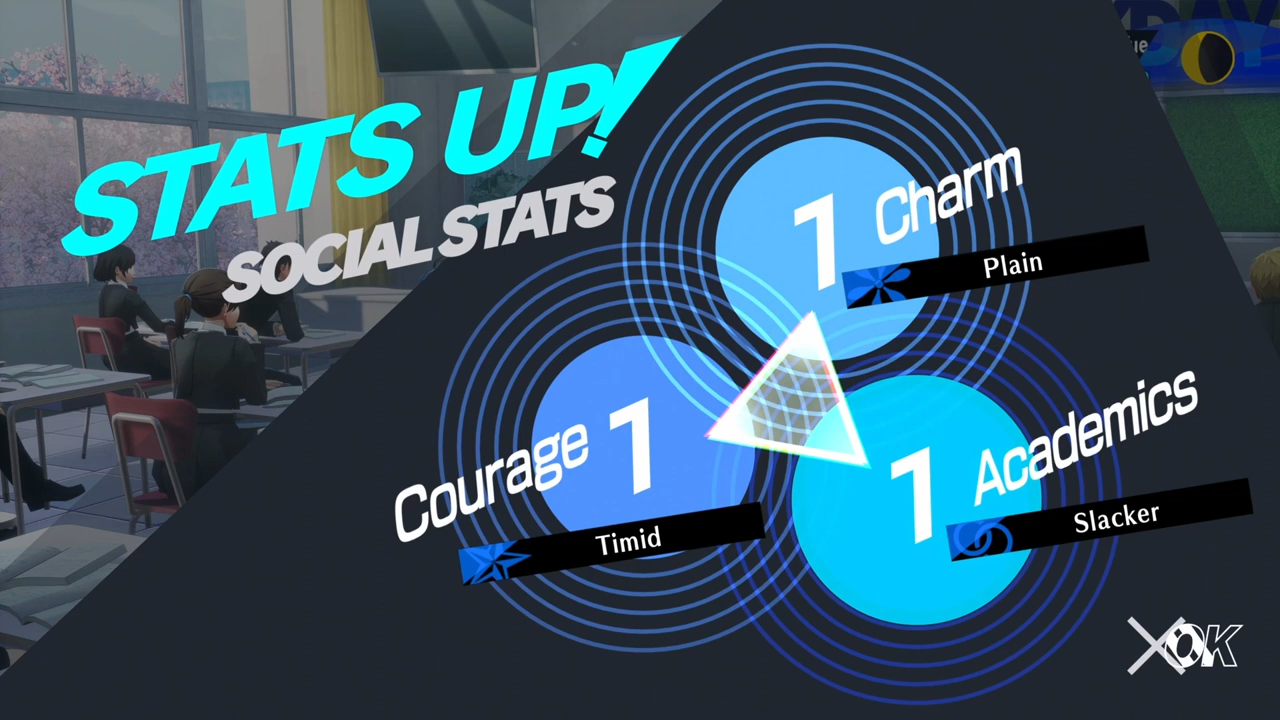 STATS UP!
SOCIAL STATS
1 Charm
Plain
Courage 1
Timid
1 Academics
Slacker
OK